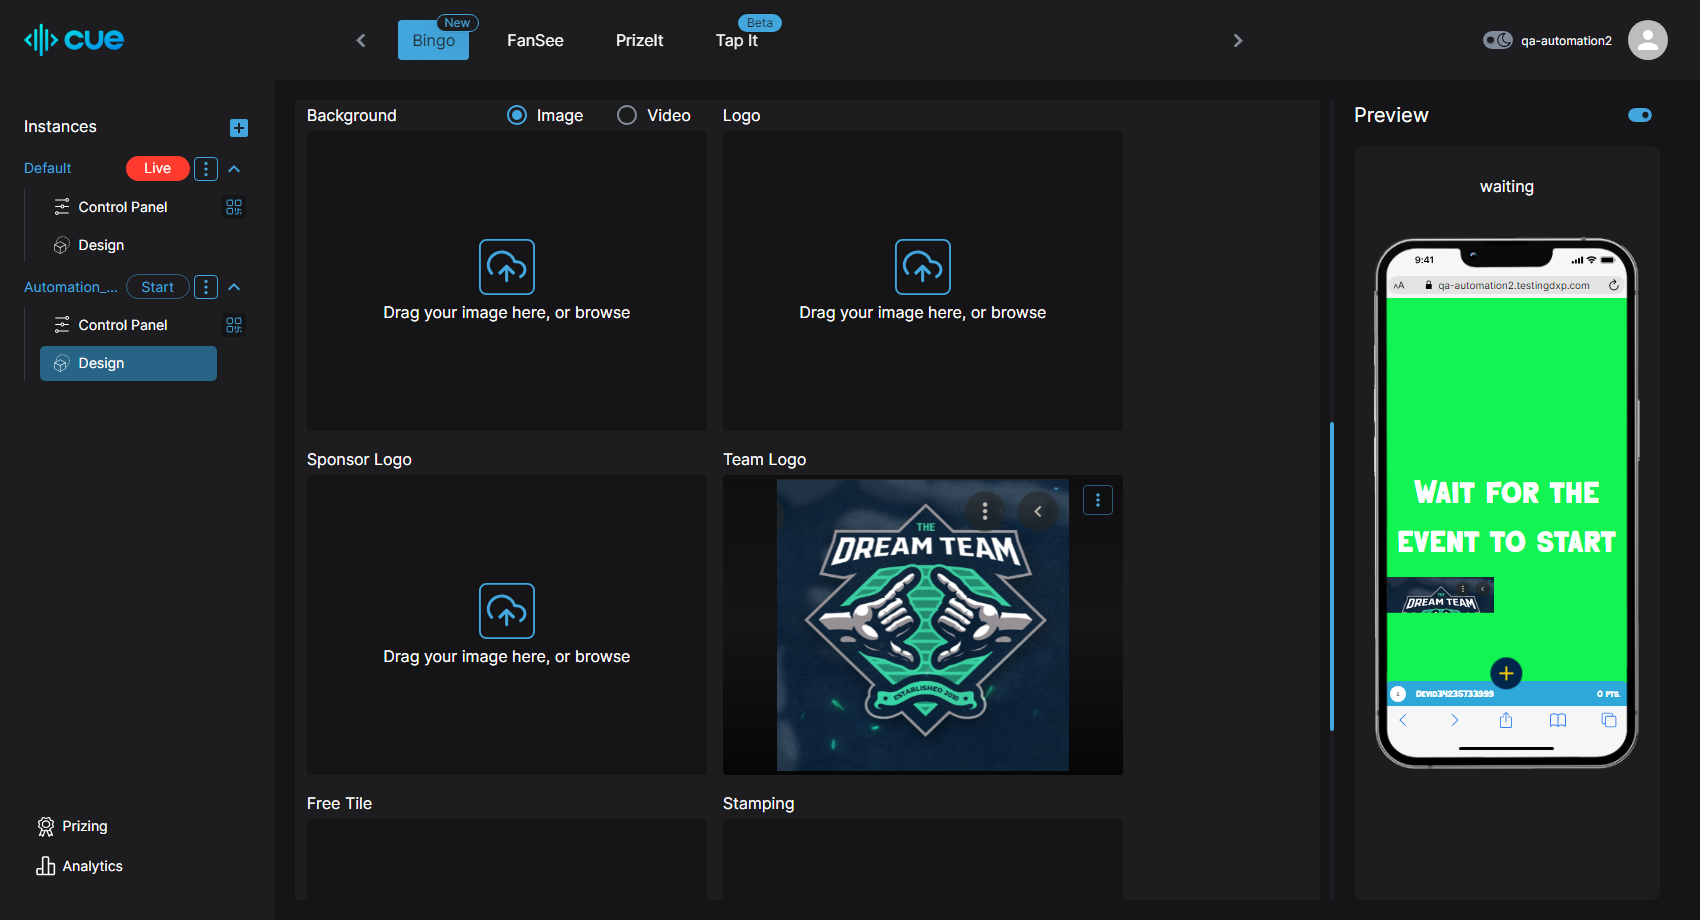 cue
Bingo
New
FanSee
PrizeIt
Tap It
Beta
qa-automation2
Instances
Default
Live
Control Panel
Design
Automation_...
Start
Control Panel
Design
Prizing
Analytics
Background
Image
Video
Logo
Drag your image here, or browse
Drag your image here, or browse
Sponsor Logo
Team Logo
Drag your image here, or browse
THE
DREAM TEAM
ESTABLISHED 2010
Free Tile
Stamping
Preview
waiting
9:41
AA
qa-automation2.testingdxp.com
Wait for the
event to start
THE
DREAM TEAM
Devid34235733999
0 pts.